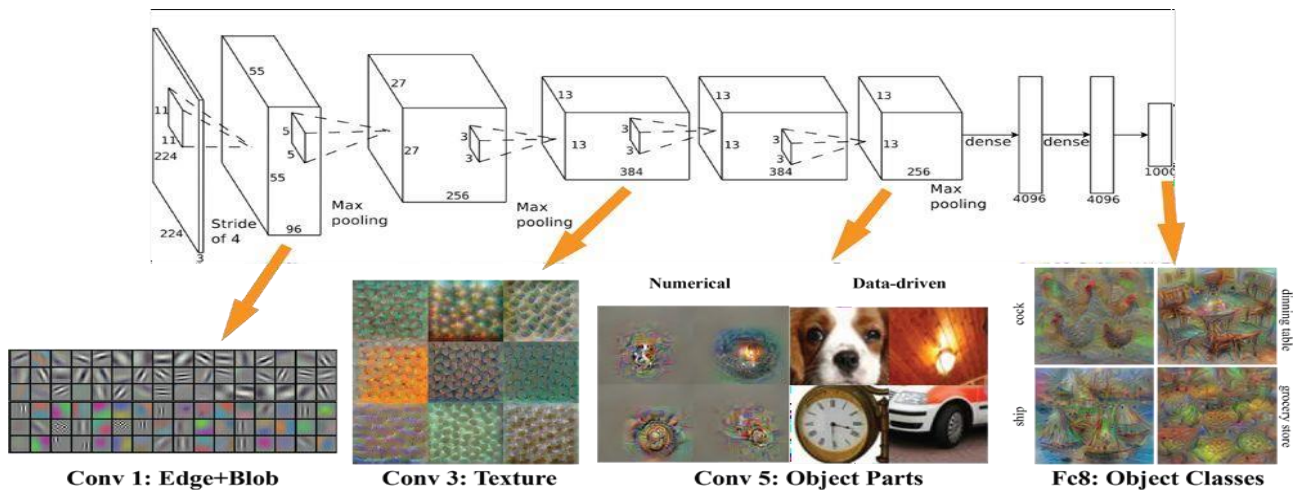 11
11
224
224
3
Stride
of 4
55
55
96
5
5
Max
pooling
27
27
256
3
3
Max
pooling
13
13
384
3
3
13
13
384
3
3
13
13
256
Max
pooling
dense
4096
dense
4096
1000
Numerical
Data-driven
cock
dinning table
ship
grocery store
Conv 1: Edge+Blob
Conv 3: Texture
Conv 5: Object Parts
Fc8: Object Classes